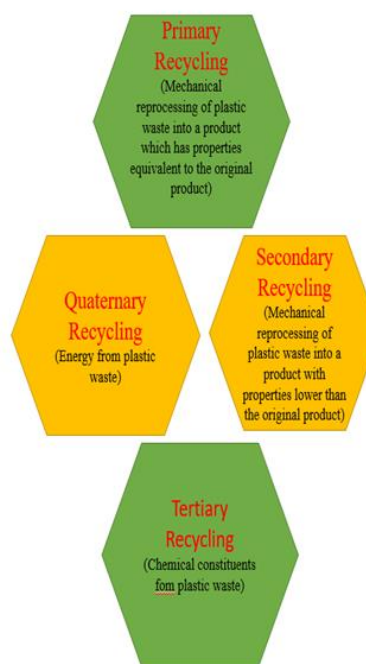 Primary
Recycling
(Mechanical
reprocessing of plastic
waste into a product
which has properties
equivalent to the original
product)
Quaternary
Recycling
(Energy from plastic
waste)
Secondary
Recycling
(Mechanical
reprocessing of
plastic waste into a
product with
properties lower than
the original product)
Tertiary
Recycling
(Chemical constituents
fom plastic waste)